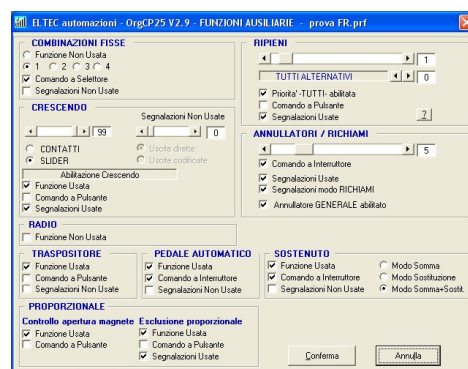 ELTEC automazioni - OrgCP25 V2.9 - FUNZIONI AUSILIARIE - prova FR.prf
COMBINAZIONI FISSE
Funzione Non Usata
1 2 3 4
Comando a Selettore
Segnalazioni Non Usate
CRESCENDO
Segnalazioni Non Usate
99
0
CONTATTI
SLIDER
Uscite dirette
Uscite codificate
Abilitazione Crescendo
Funzione Usata
Comando a Pulsante
Segnalazioni Usate
RADIO
Funzione Non Usata
RIPIENI
1
TUTTI ALTERNATIVI
0
Priorita' -TUTTI- abilitata
Comando a Pulsante
Segnalazioni Usate
?
ANNULLATORI / RICHIAMI
5
Comando a Interruttore
Segnalazioni Usate
Segnalazioni modo RICHIAMI
Annullatore GENERALE abilitato
TRASPOSITORE
Funzione Usata
Comando a Pulsante
Segnalazioni Non Usate
PEDALE AUTOMATICO
Funzione Usata
Comando a Interruttore
Segnalazioni Non Usate
SOSTENUTO
Funzione Usata
Comando a Interruttore
Segnalazioni Non Usate
Modo Somma
Modo Sostituzione
Modo Somma+Sostit.
PROPORZIONALE
Controllo apertura magnete
Funzione Usata
Comando a Pulsante
Esclusione proporzionale
Funzione Usata
Comando a Pulsante
Segnalazioni Usate
Conferma
Annulla